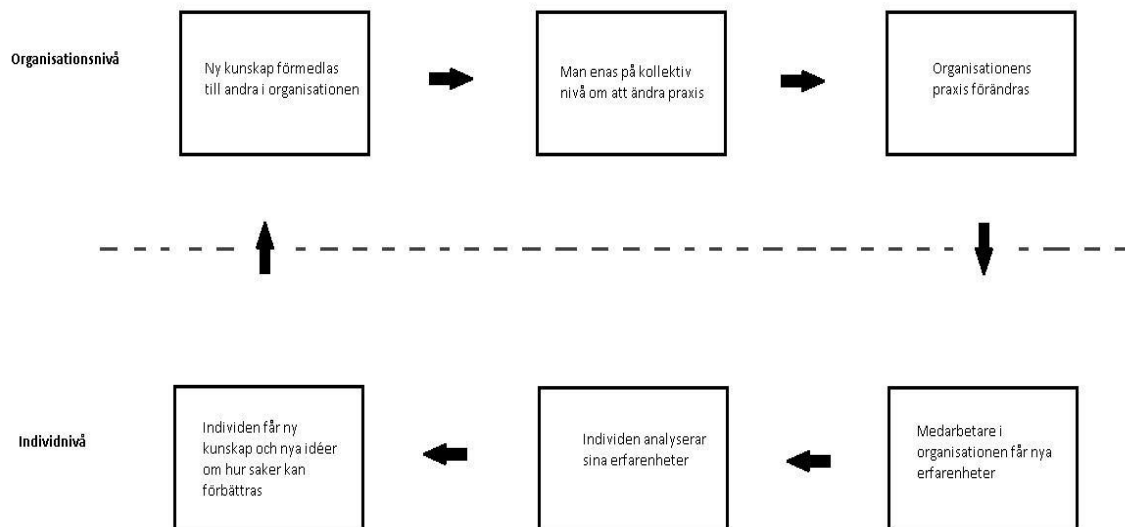 Organisationsnivå
Ny kunskap förmedlas
till andra i organisationen
Man enas på kollektiv
nivå om att ändra praxis
Organisationens
praxis förändras
Individnivå
Individen får ny
kunskap och nya idéer
om hur saker kan
förbättras
Individen analyserar
sina erfarenheter
Medarbetare i
organisationen får nya
erfarenheter